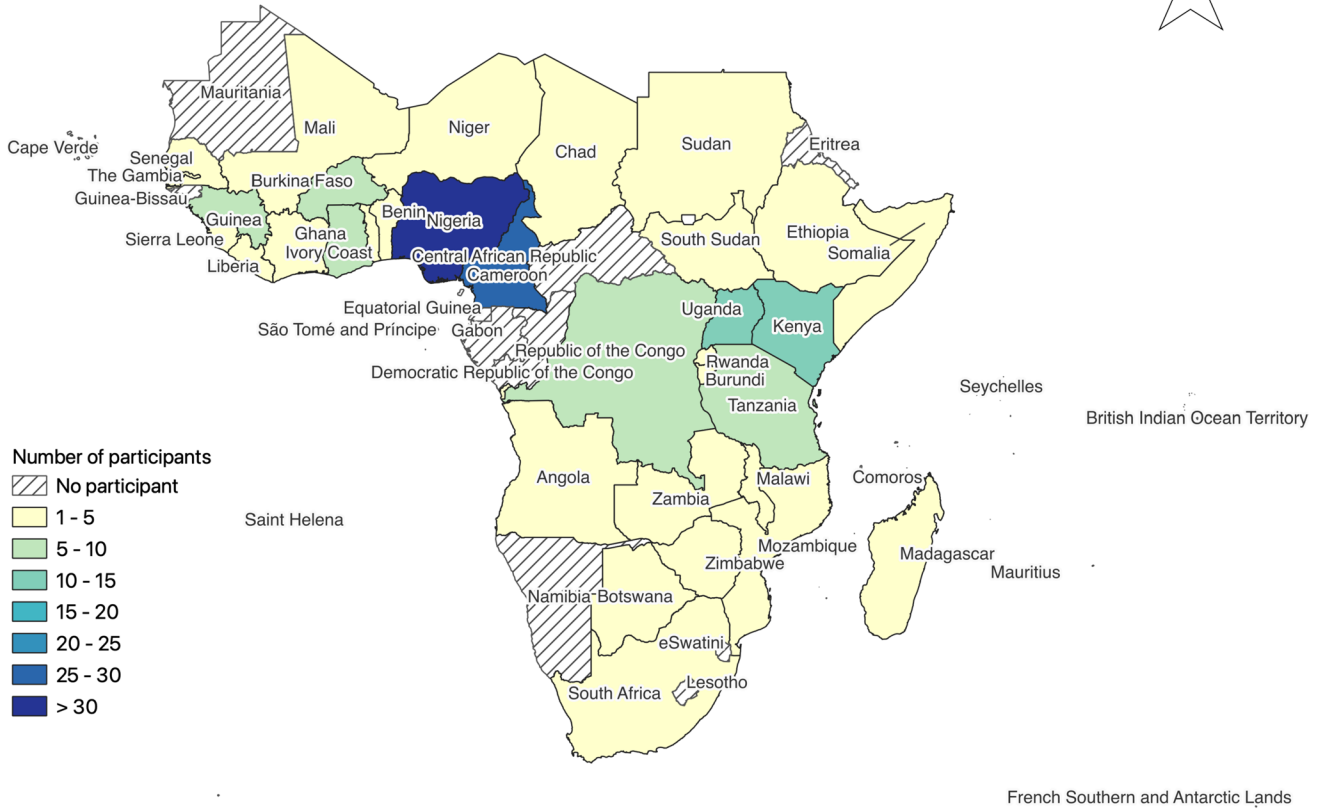 Mauritania
Mali
Niger
Chad
Sudan
Eritrea
Cape Verde
Senegal
The Gambia
Guinea-Bissau
Burkina Faso
Guinea
Benin
Nigeria
Sierra Leone
Ghana
Ivory Coast
Liberia
South Sudan
Ethiopia
Somalia
Central African Republic
Cameroon
Equatorial Guinea
São Tomé and Príncipe
Gabon
Uganda
Kenya
Republic of the Congo
Democratic Republic of the Congo
Rwanda
Burundi
Tanzania
Seychelles
British Indian Ocean Territory
Number of participants
No participant
1 - 5
5 - 10
10 - 15
15 - 20
20 - 25
25 - 30
> 30
Saint Helena
Angola
Zambia
Malawi
Comoros
Mozambique
Zimbabwe
Madagascar
Mauritius
Namibia
Botswana
eSwatini
Lesotho
South Africa
French Southern and Antarctic Lands